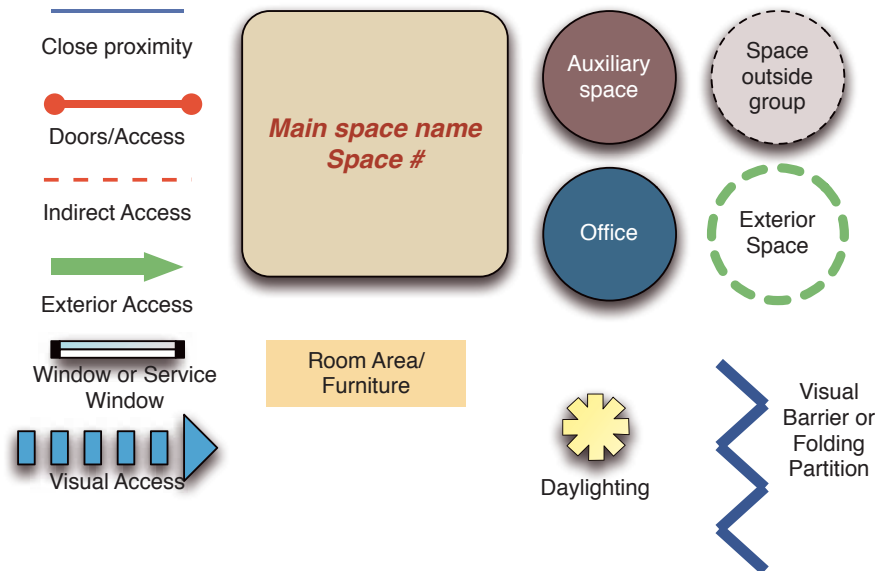 Close proximity
Doors/Access
Indirect Access
Exterior Access
Window or Service
Window
Visual Access
Main space name
Space #
Room Area/
Furniture
Auxiliary
space
Office
Space
outside
group
Exterior
Space
Daylighting
Visual
Barrier or
Folding
Partition